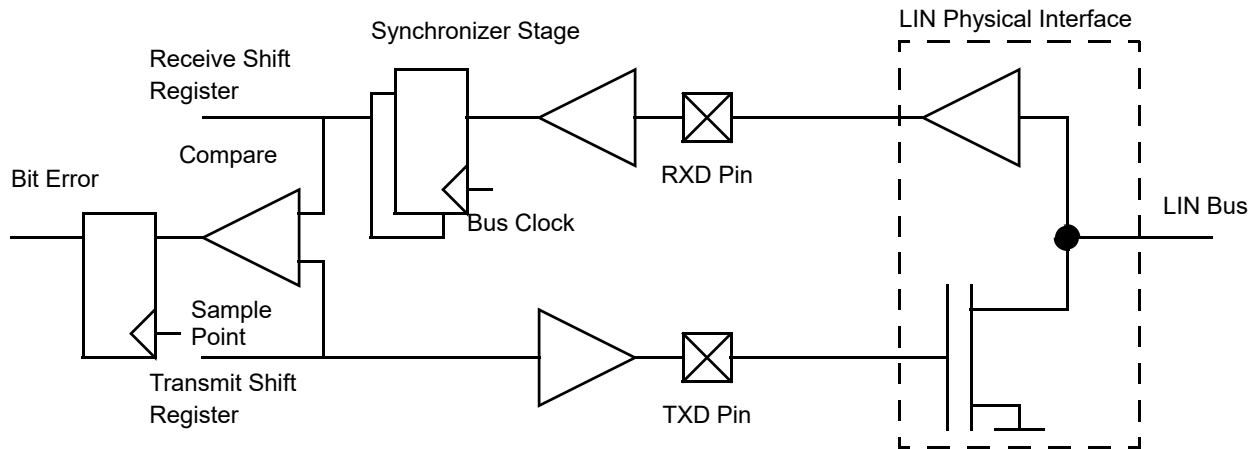 LIN Physical Interface
Synchronizer Stage
Receive Shift
Register
Compare
RXD Pin
Bit Error
LIN Bus
Bus Clock
Sample
Point
Transmit Shift
Register
TXD Pin